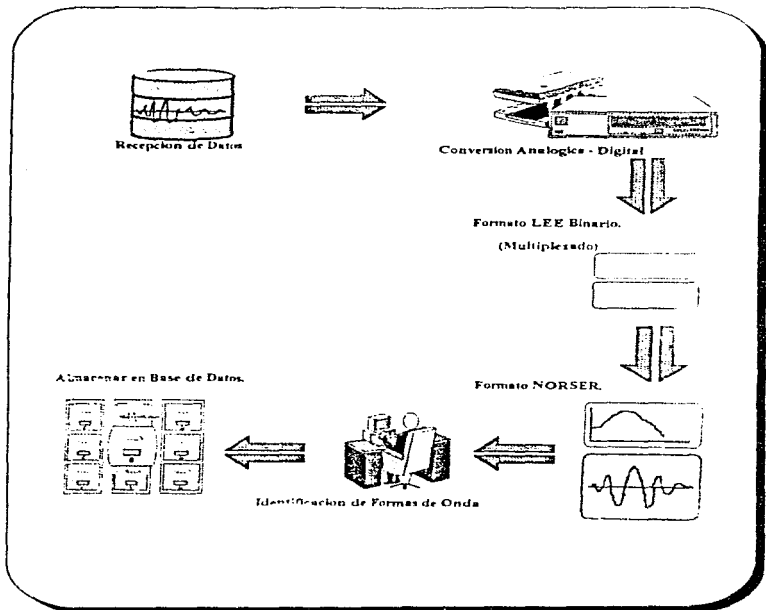 Recepcion de Datos
Conversion Analogica - Digital
Formato LEE Binario.
(Multiplexado)
Formato NORSER.
Almacenar en Base de Datos.
Identificacion de Formas de Onda